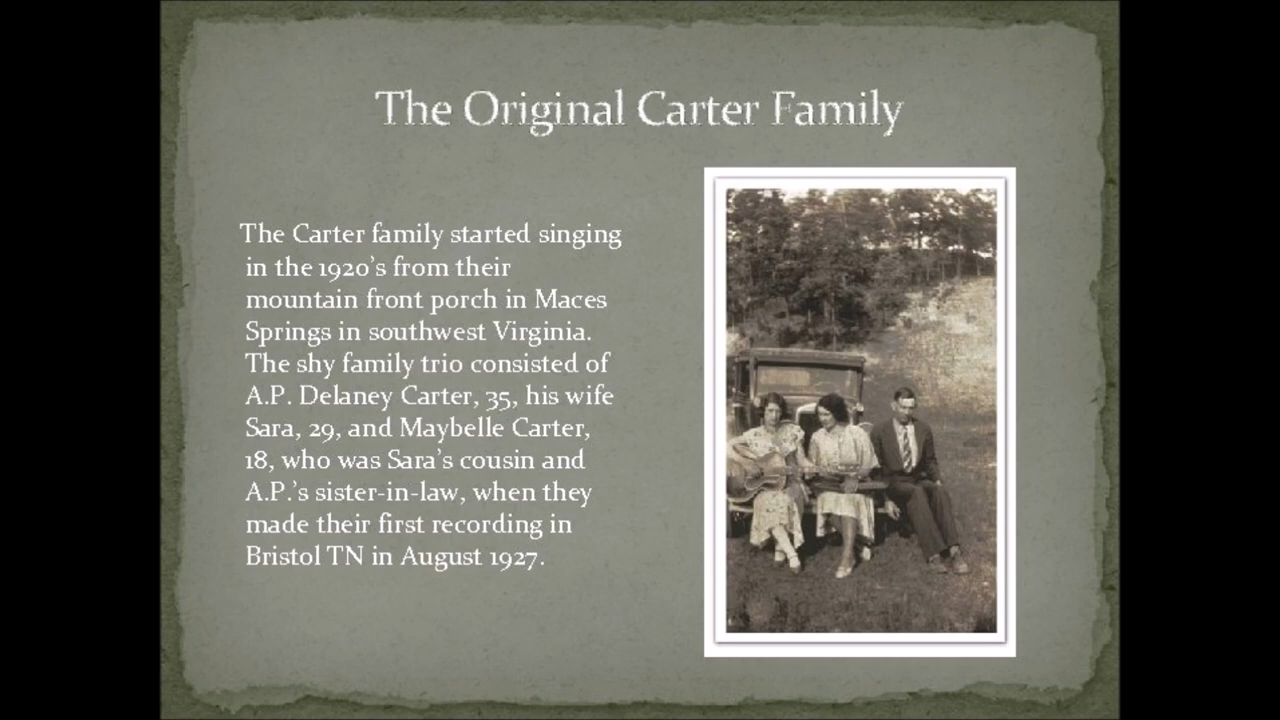 The Original Carter Family
The Carter family started singing
in the 1920's from their
mountain front porch in Maces
Springs in southwest Virginia.
The shy family trio consisted of
A.P. Delaney Carter, 35, his wife
Sara, 29, and Maybelle Carter,
18, who was Sara's cousin and
A.P.'s sister-in-law, when they
made their first recording in
Bristol TN in August 1927.